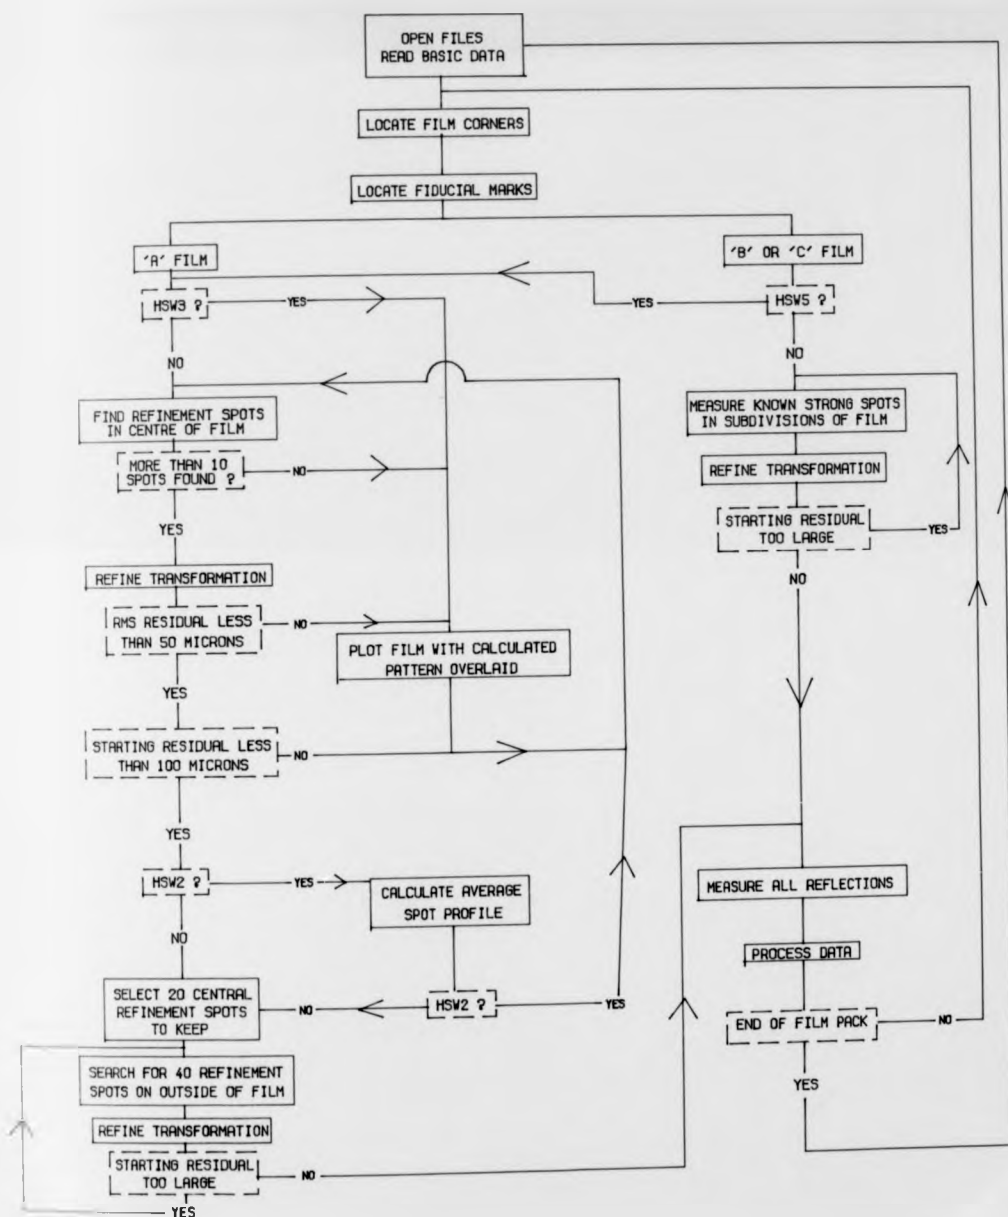 OPEN FILES
READ BASIC DATA
LOCATE FILM CORNERS
LOCATE FIDUCIAL MARKS
'A' FILM
HSW3 ?
YES
NO
FIND REFINEMENT SPOTS
IN CENTRE OF FILM
MORE THAN 10
SPOTS FOUND ?
NO
YES
REFINE TRANSFORMATION
RMS RESIDUAL LESS
THAN 50 MICRONS
NO
PLOT FILM WITH CALCULATED
PATTERN OVERLAID
YES
STARTING RESIDUAL LESS
THAN 100 MICRONS
NO
YES
HSW2 ?
YES
CALCULATE AVERAGE
SPOT PROFILE
NO
HSW2 ?
YES
NO
SELECT 20 CENTRAL
REFINEMENT SPOTS
TO KEEP
SEARCH FOR 40 REFINEMENT
SPOTS ON OUTSIDE OF FILM
REFINE TRANSFORMATION
STARTING RESIDUAL
TOO LARGE
NO
YES
'B' OR 'C' FILM
HSW5 ?
YES
NO
MEASURE KNOWN STRONG SPOTS
IN SUBDIVISIONS OF FILM
REFINE TRANSFORMATION
STARTING RESIDUAL
TOO LARGE
YES
NO
MEASURE ALL REFLECTIONS
PROCESS DATA
END OF FILM PACK
NO
YES